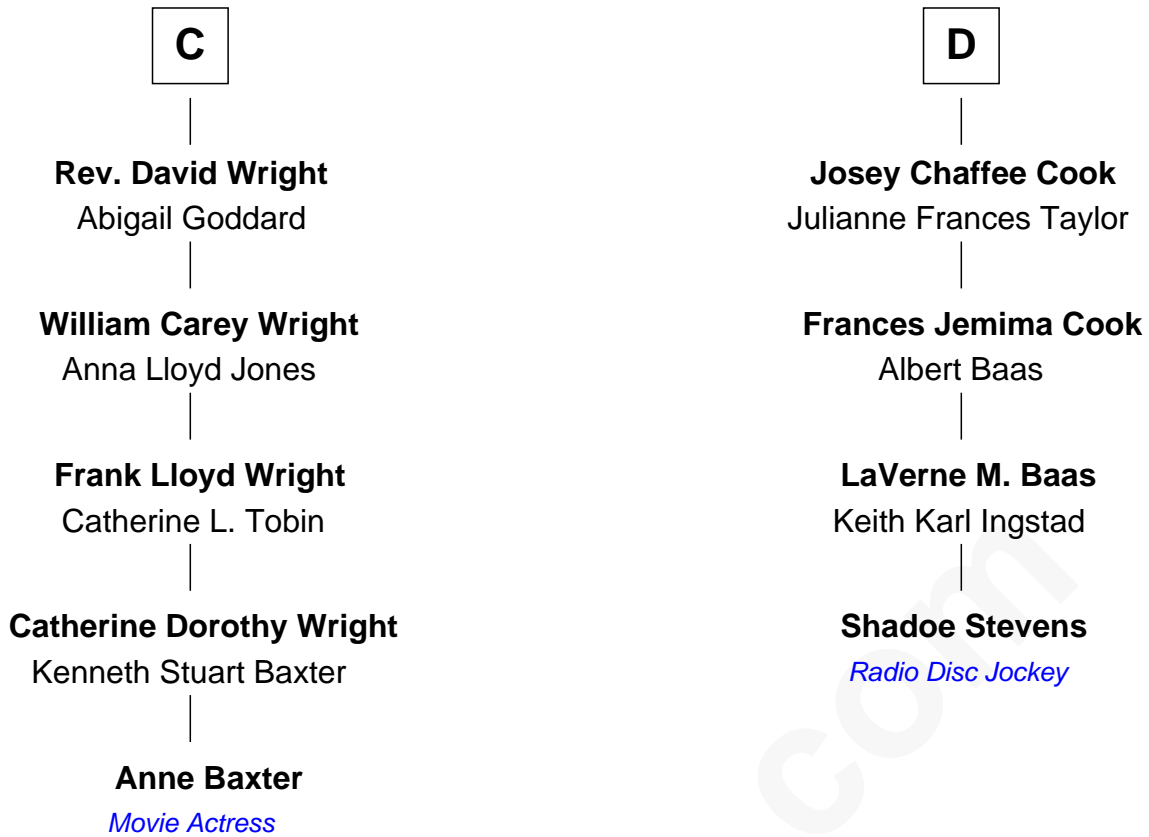 C
Rev. David Wright
Abigail Goddard
William Carey Wright
Anna Lloyd Jones
Frank Lloyd Wright
Catherine L. Tobin
Catherine Dorothy Wright
Kenneth Stuart Baxter
Anne Baxter
Movie Actress
D
Josey Chaffee Cook
Julianne Frances Taylor
Frances Jemima Cook
Albert Baas
LaVerne M. Baas
Keith Karl Ingstad
Shadoe Stevens
Radio Disc Jockey
com